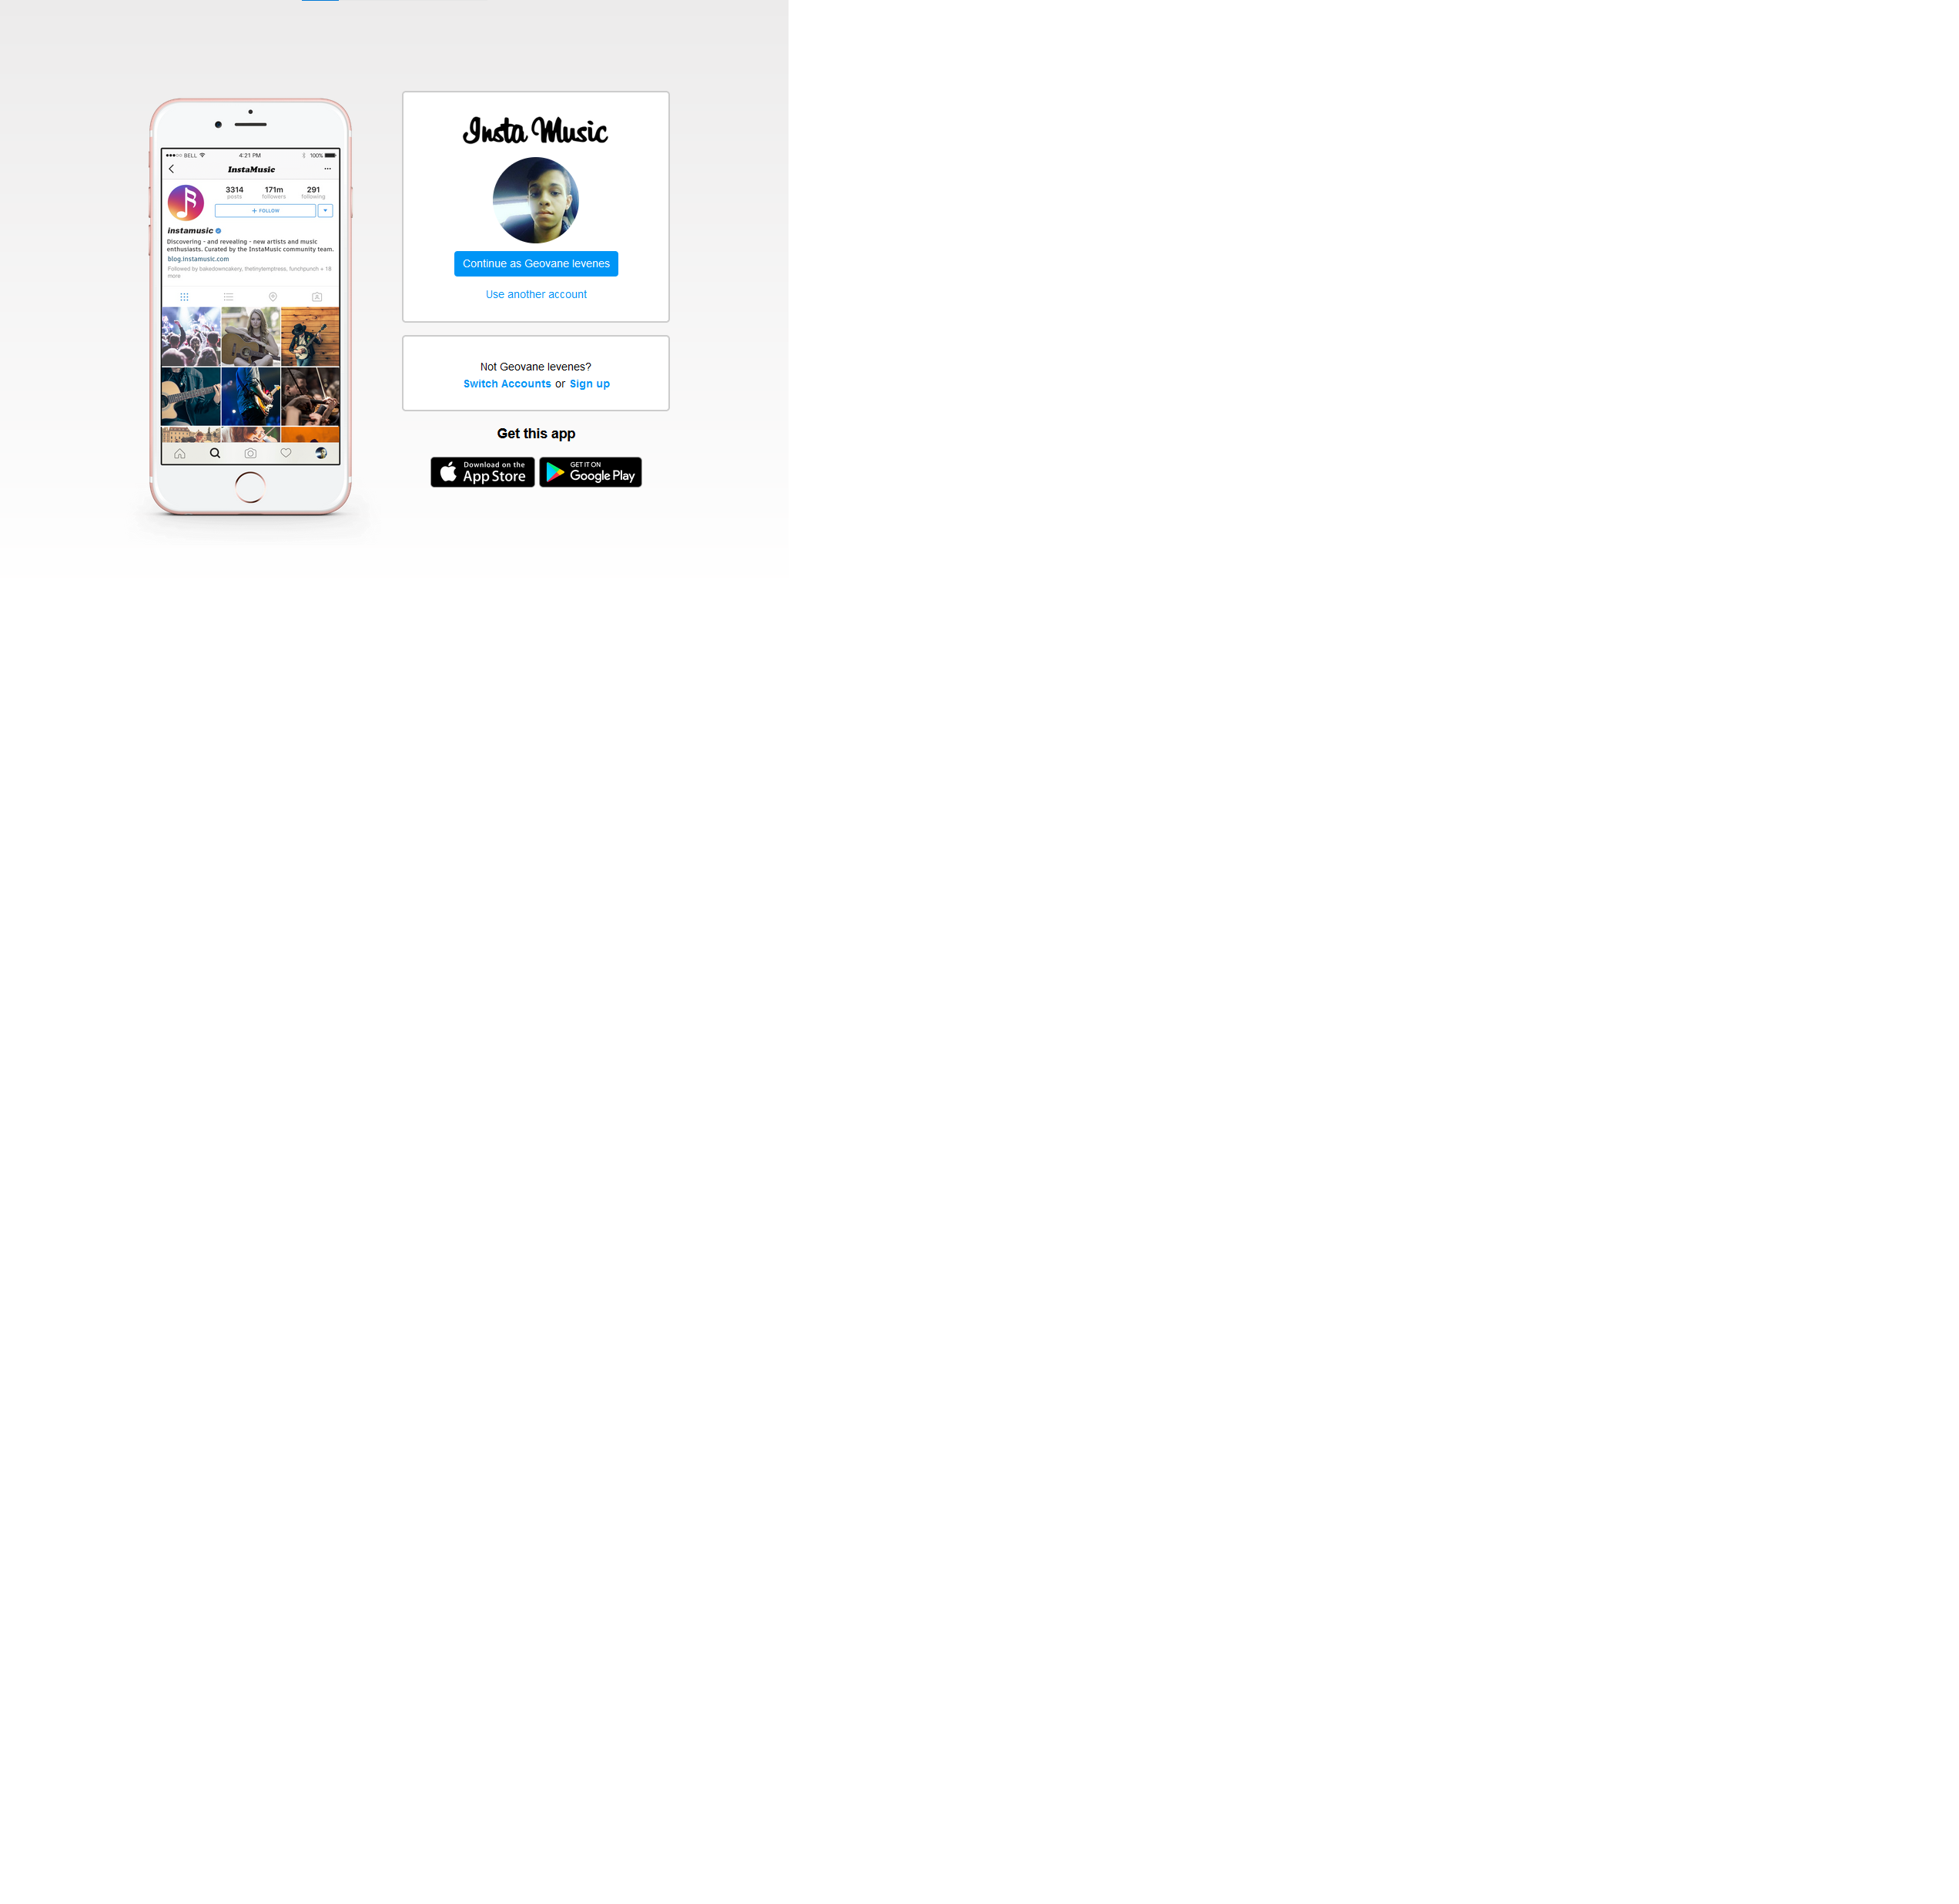 BELL
4:21 PM
100%
InstaMusic
3314
171m
291
posts
followers
following
+ FOLLOW
instamusic
Discovering - and revealing - new artists and music
enthusiasts. Curated by the InstaMusic community team.
blog.instamusic.com
Followed by bakedowncakery, thetinytemptress, funchpunch + 18
more
Insta Music
Continue as Geovane levenes
Use another account
Not Geovane levenes?
Switch Accounts or Sign up
Get this app
Download on the
App Store
GET IT ON
Google Play